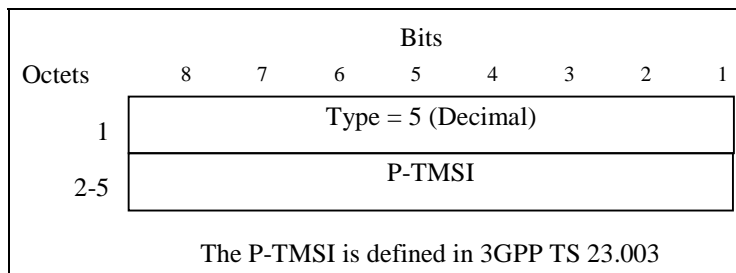 Bits
Octets 8 7 6 5 4 3 2 1
1 Type = 5 (Decimal)
2-5 P-TMSI
The P-TMSI is defined in 3GPP TS 23.003